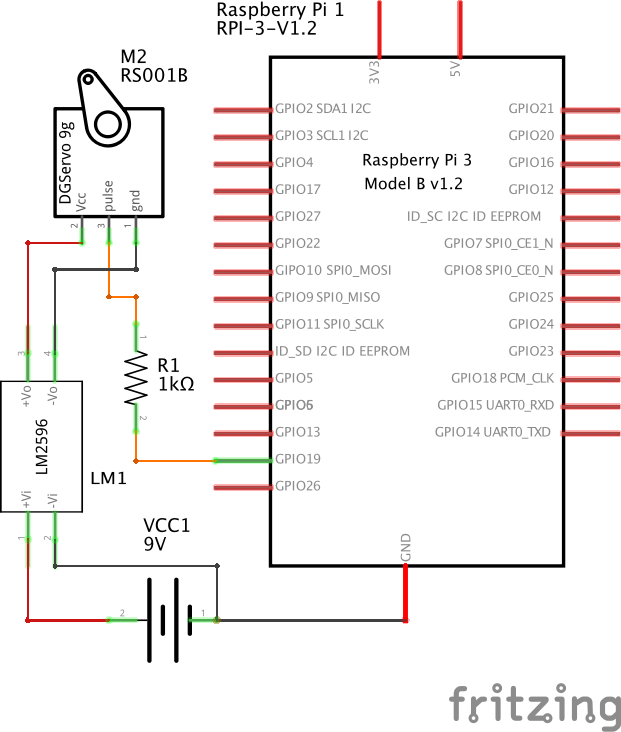 Raspberry Pi 1
RPI-3-V1.2
M2
RS001B
DGServo 9g
Vcc
pulse
gnd
2
3
1
3V3
5V
Raspberry Pi 3
Model B v1.2
GPIO2 SDA1 I2C
GPIO3 SCL1 I2C
GPIO4
GPIO17
GPIO27
GPIO22
GIPO10 SPI0_MOSI
GPIO9 SPI0_MISO
GPIO11 SPI0_SCLK
ID_SD I2C ID EEPROM
GPIO5
GPIO6
GPIO13
GPIO19
GPIO26
GPIO21
GPIO20
GPIO16
GPIO12
ID_SC I2C ID EEPROM
GPIO7 SPI0_CE1_N
GPIO8 SPI0_CE0_N
GPIO25
GPIO24
GPIO23
GPIO18 PCM_CLK
GPIO15 UART0_RXD
GPIO14 UART0_TXD
GND
1
R1
1kΩ
2
3
4
+Vo
-Vo
LM2596
LM1
+Vi
-Vi
1
2
VCC1
9V
2
1
fritzing